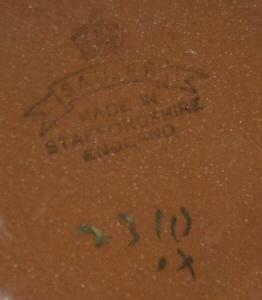 SADLER
MADE IN
STAFFORDSHIRE
ENGLAND
2310
.X